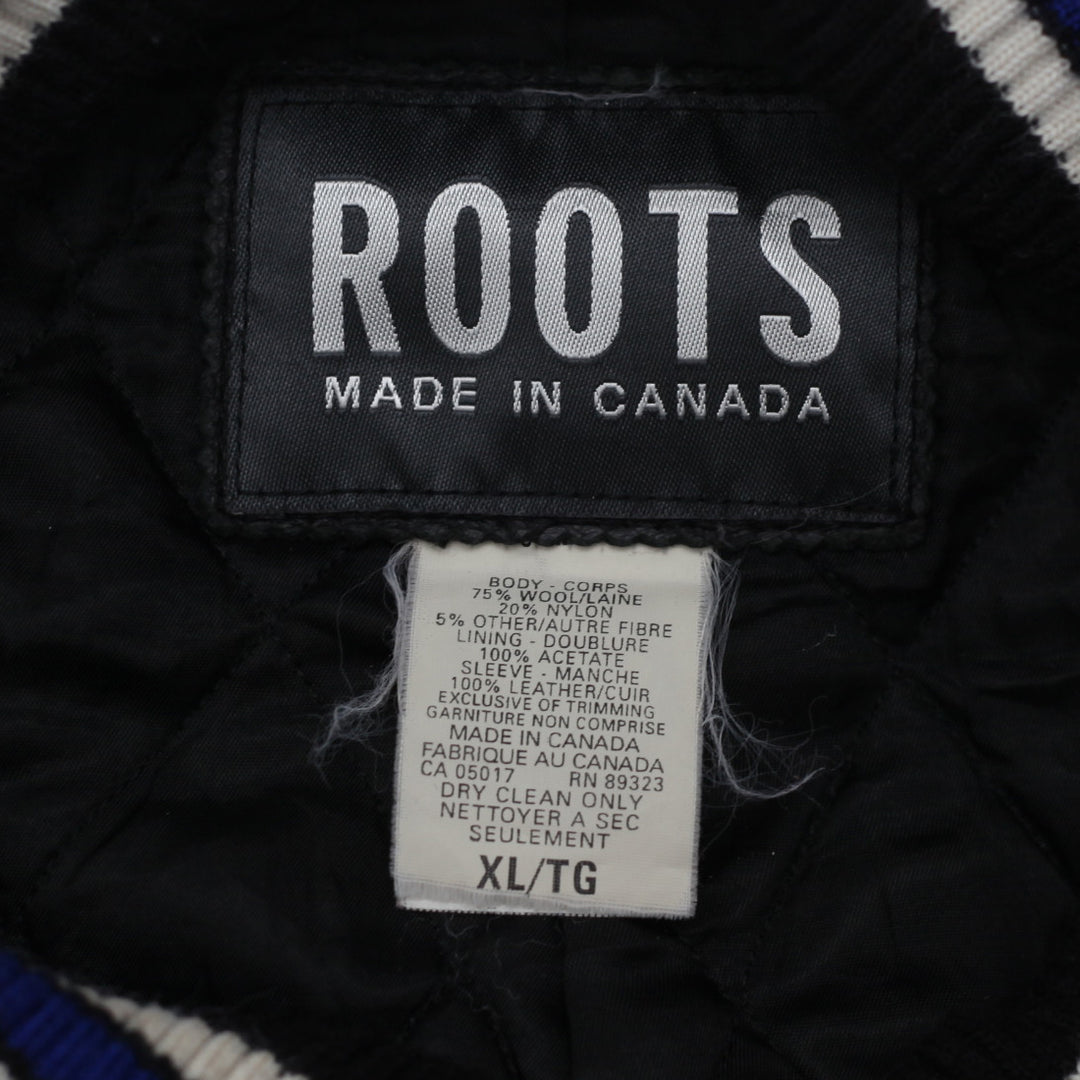 ROOTS
MADE IN CANADA
BODY - CORPS
75% WOOL/LAINE
20% NYLON
5% OTHER/AUTRE FIBRE
LINING - DOUBLURE
100% ACETATE
SLEEVE - MANCHE
100% LEATHER/CUIR
EXCLUSIVE OF TRIMMING
GARNITURE NON COMPRISE
MADE IN CANADA
FABRIQUE AU CANADA
CA 05017 RN 89323
DRY CLEAN ONLY
NETTOYER A SEC
SEULEMENT
XL/TG